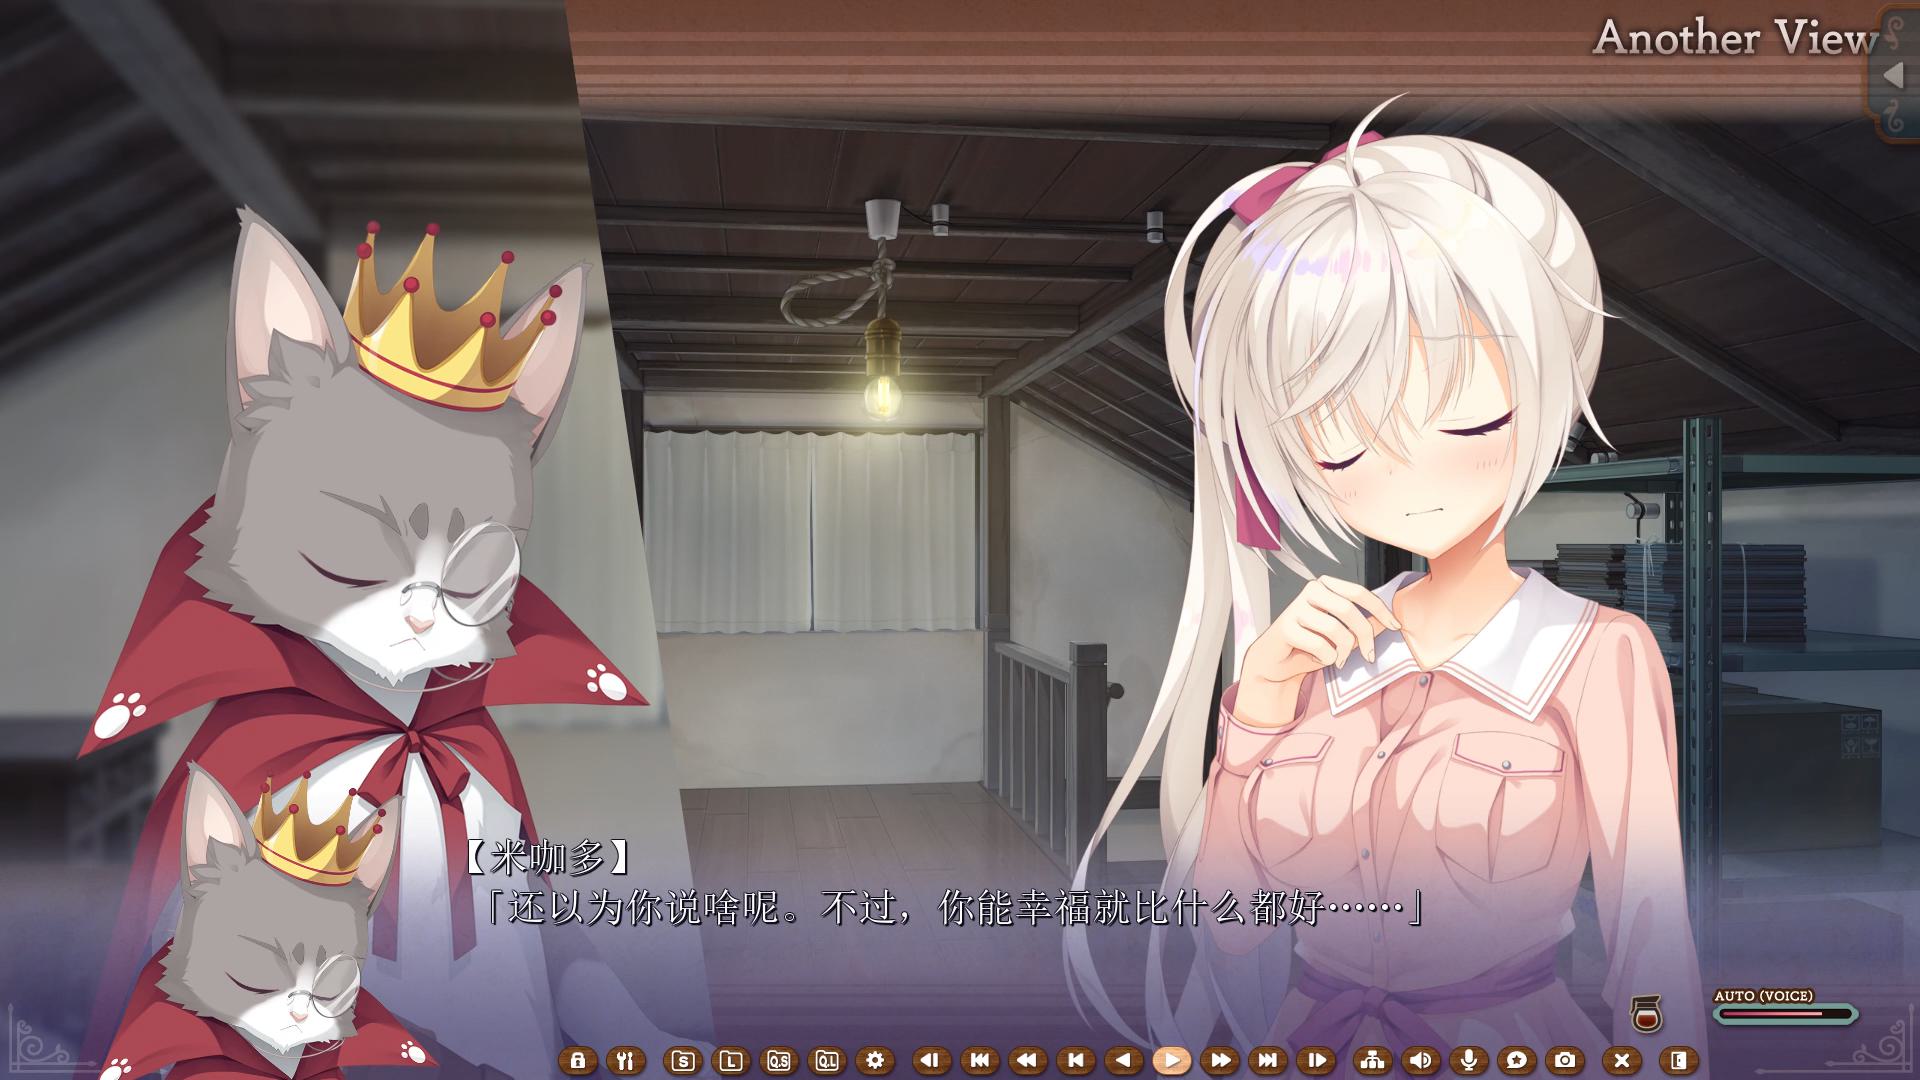 Another View
【米咖多】
「还以为你说啥呢。不过，你能幸福就比什么都好……」
AUTO (VOICE)
S
L
Q.S
Q.L